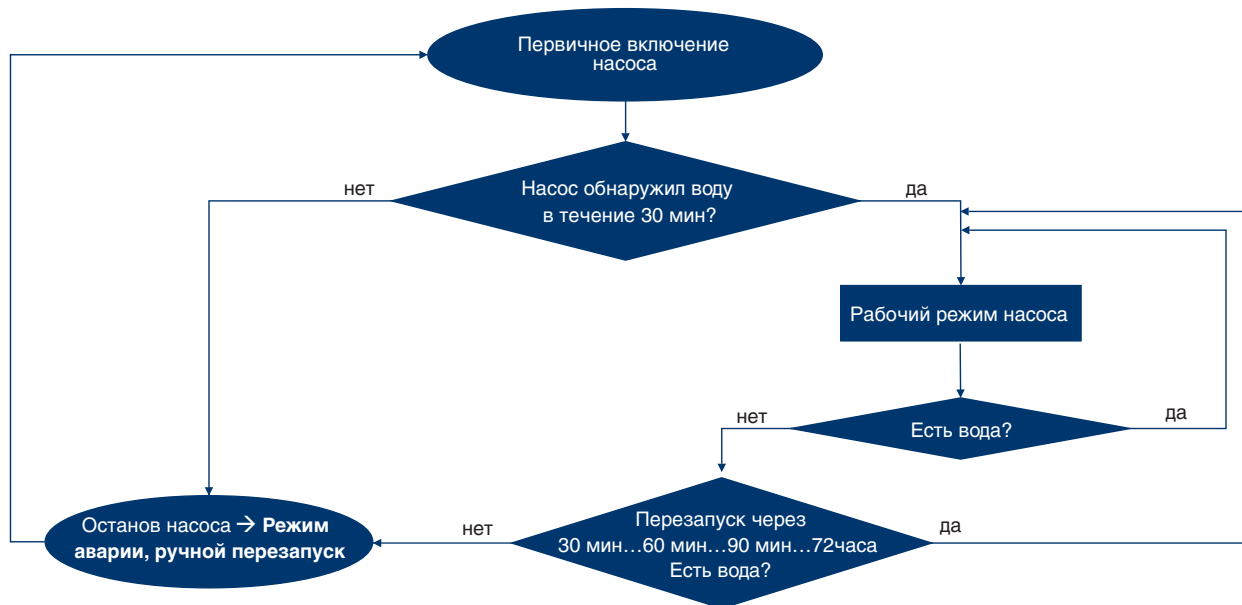 Первичное включение
насоса
нет
Насос обнаружил воду
в течение 30 мин?
да
Рабочий режим насоса
нет
Есть вода?
да
Останов насоса → Режим
аварии, ручной перезапуск
нет
Перезапуск через
30 мин...60 мин...90 мин...72часа
Есть вода?
да